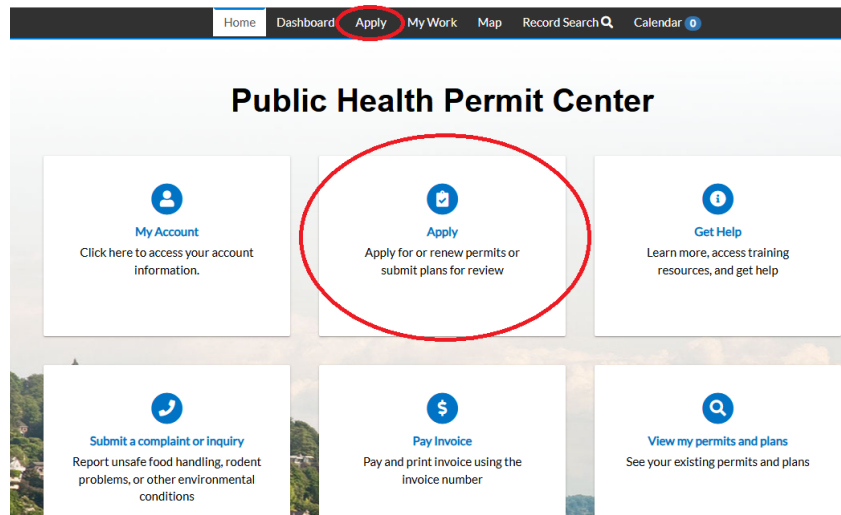 Home Dashboard Apply My Work Map Record Search Calendar 0
Public Health Permit Center
My Account
Click here to access your account
information.
Apply
Apply for or renew permits or
submit plans for review
Get Help
Learn more, access training
resources, and get help
Submit a complaint or inquiry
Report unsafe food handling, rodent
problems, or other environmental
conditions
Pay Invoice
Pay and print invoice using the
invoice number
View my permits and plans
See your existing permits and plans